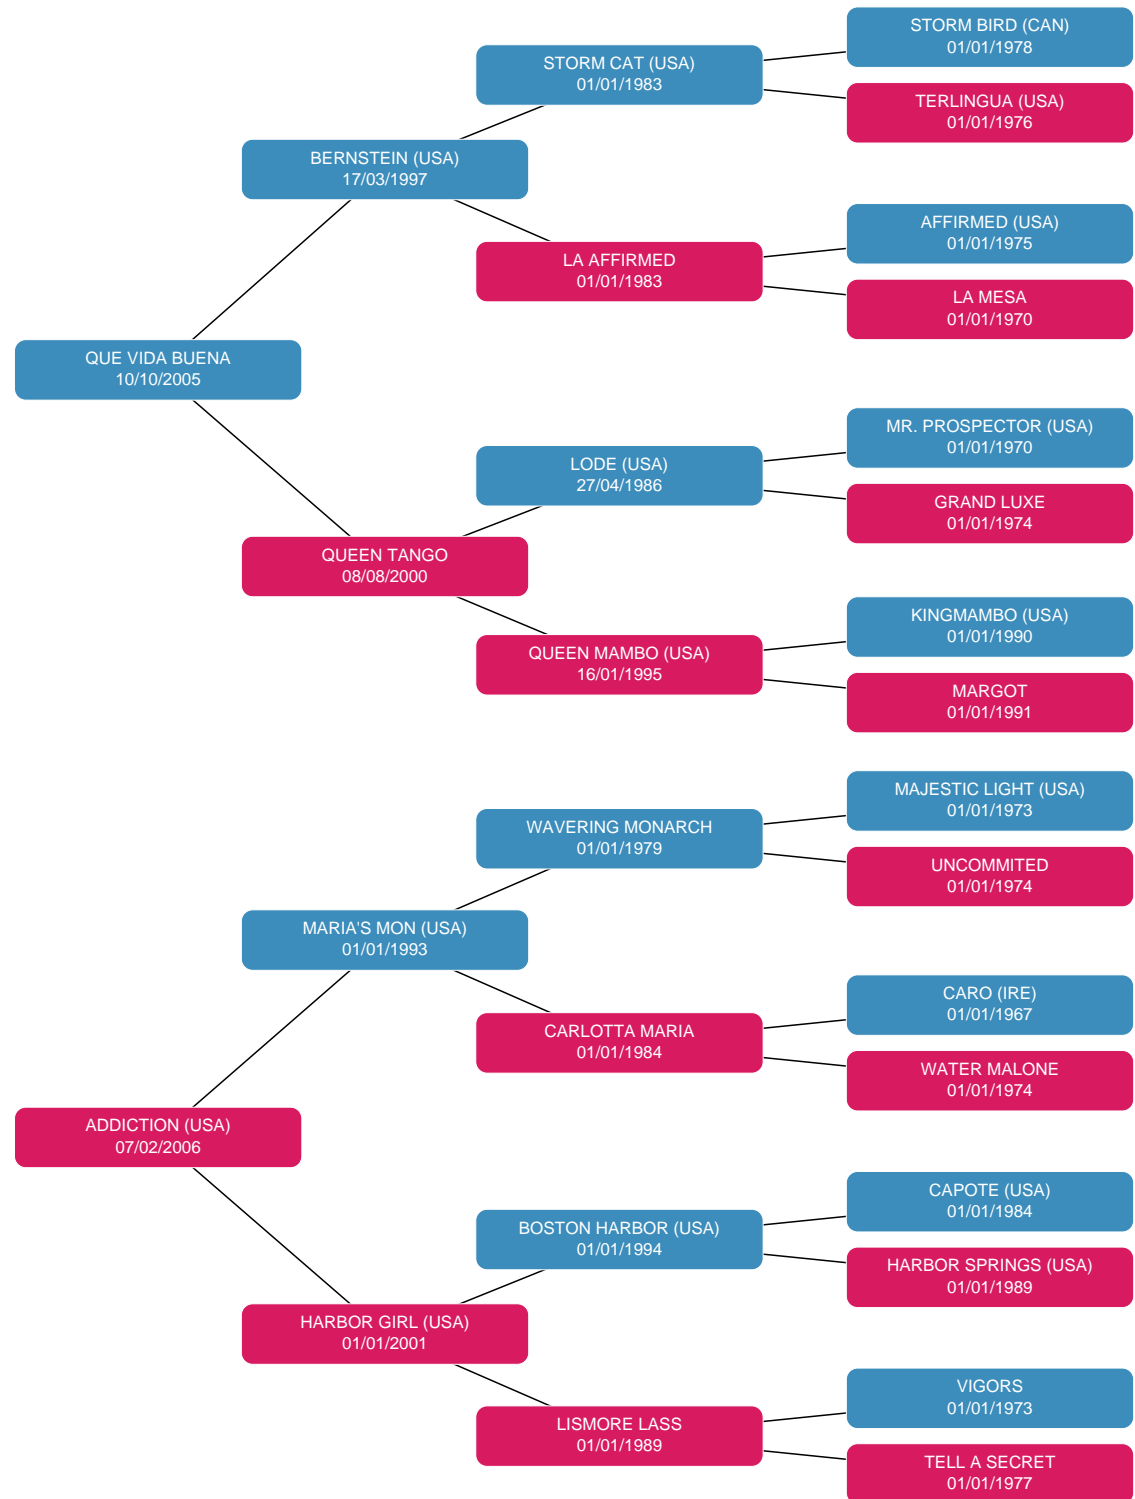 STORM BIRD (CAN)
01/01/1978
STORM CAT (USA)
01/01/1983
TERLINGUA (USA)
01/01/1976
BERNSTEIN (USA)
17/03/1997
AFFIRMED (USA)
01/01/1975
LA AFFIRMED
01/01/1983
LA MESA
01/01/1970
QUE VIDA BUENA
10/10/2005
MR. PROSPECTOR (USA)
01/01/1970
LODE (USA)
27/04/1986
GRAND LUXE
01/01/1974
QUEEN TANGO
08/08/2000
KINGMAMBO (USA)
01/01/1990
QUEEN MAMBO (USA)
16/01/1995
MARGOT
01/01/1991
MAJESTIC LIGHT (USA)
01/01/1973
WAVERING MONARCH
01/01/1979
UNCOMMITED
01/01/1974
MARIA'S MON (USA)
01/01/1993
CARO (IRE)
01/01/1967
CARLOTTA MARIA
01/01/1984
WATER MALONE
01/01/1974
ADDICTION (USA)
07/02/2006
CAPOTE (USA)
01/01/1984
BOSTON HARBOR (USA)
01/01/1994
HARBOR SPRINGS (USA)
01/01/1989
HARBOR GIRL (USA)
01/01/2001
VIGORS
01/01/1973
LISMORE LASS
01/01/1989
TELL A SECRET
01/01/1977